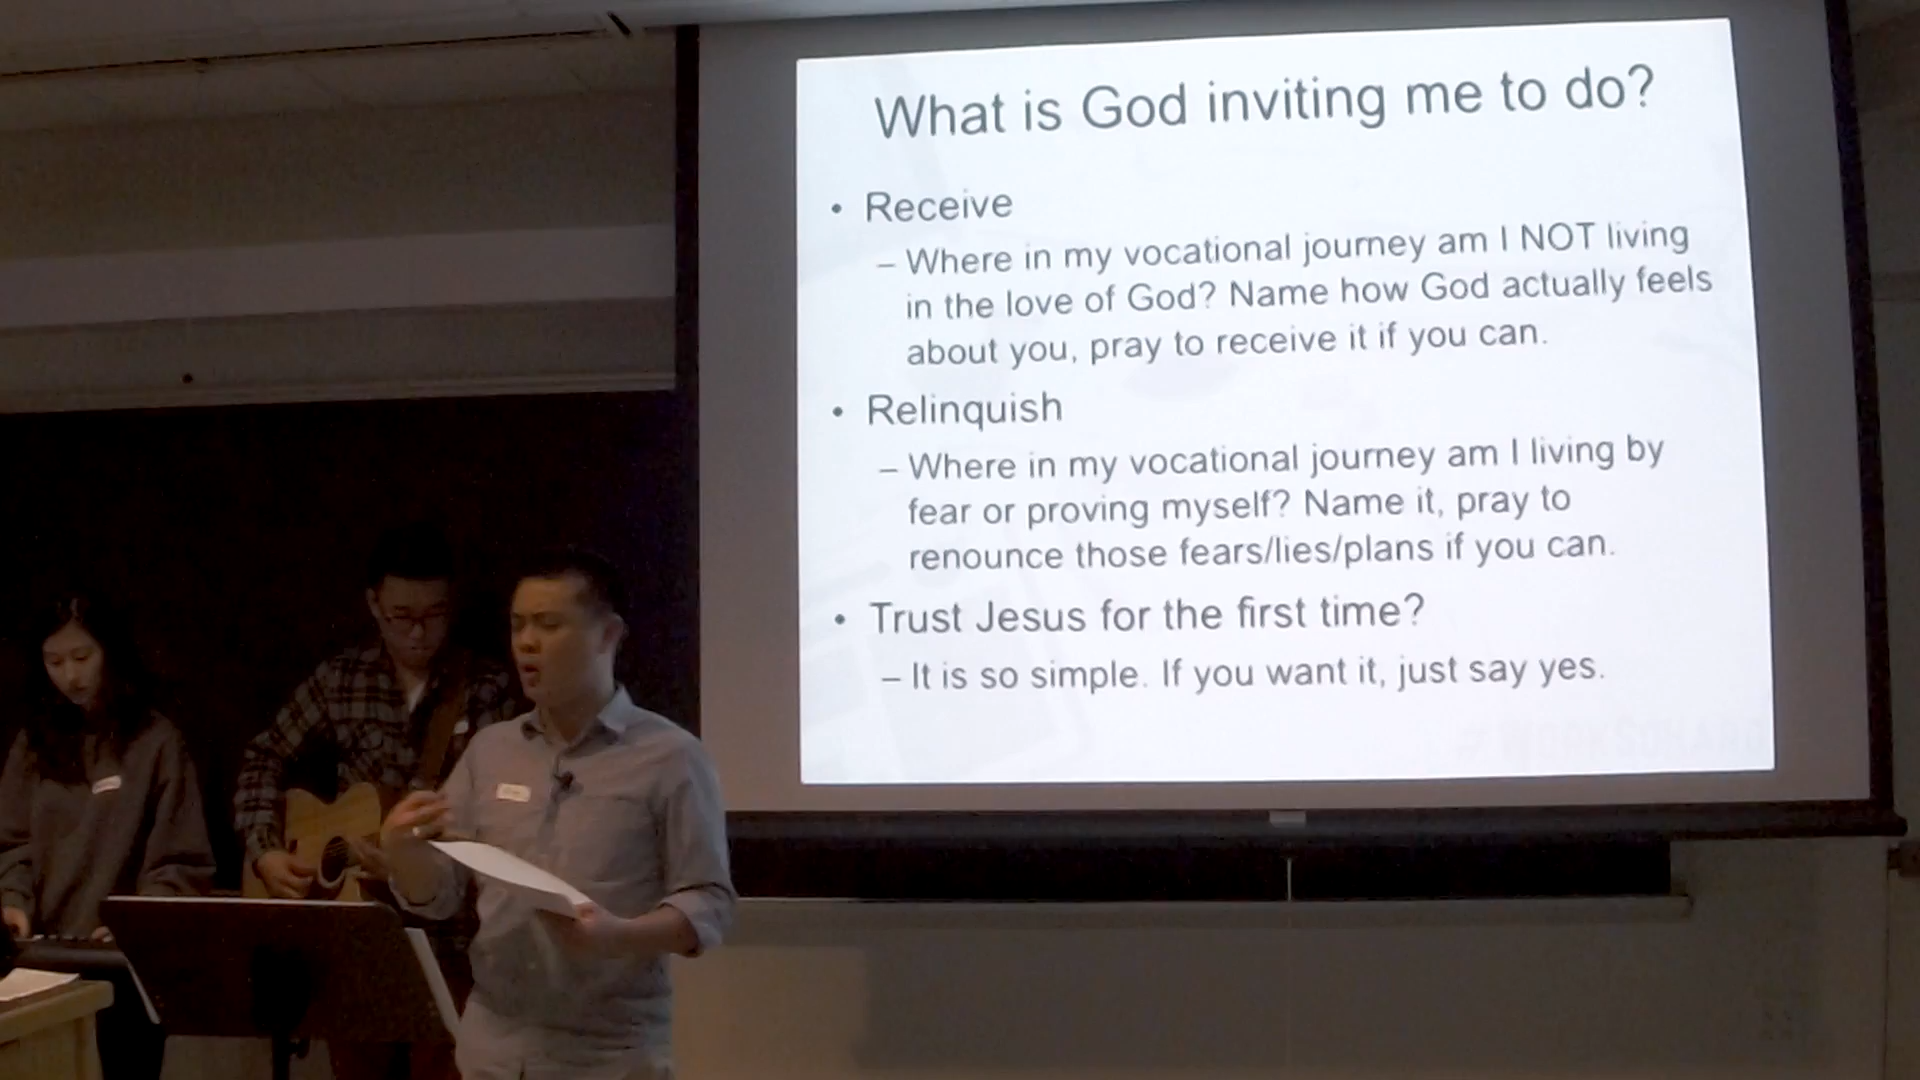 What is God inviting me to do?
• Receive
– Where in my vocational journey am I NOT living
in the love of God? Name how God actually feels
about you, pray to receive it if you can.
• Relinquish
– Where in my vocational journey am I living by
fear or proving myself? Name it, pray to
renounce those fears/lies/plans if you can.
• Trust Jesus for the first time?
– It is so simple. If you want it, just say yes.
#WORKSOHARD